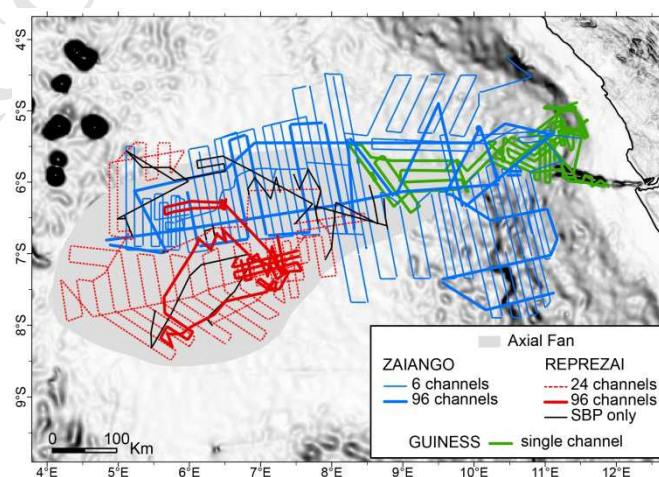 4°S
5°S
6°S
7°S
8°S
9°S
Axial Fan
ZAIANGO
REPREZAI
6 channels
24 channels
96 channels
96 channels
SBP only
GUINESS
single channel
0
100
Km
4°E
5°E
6°E
7°E
8°E
9°E
10°E
11°E
12°E